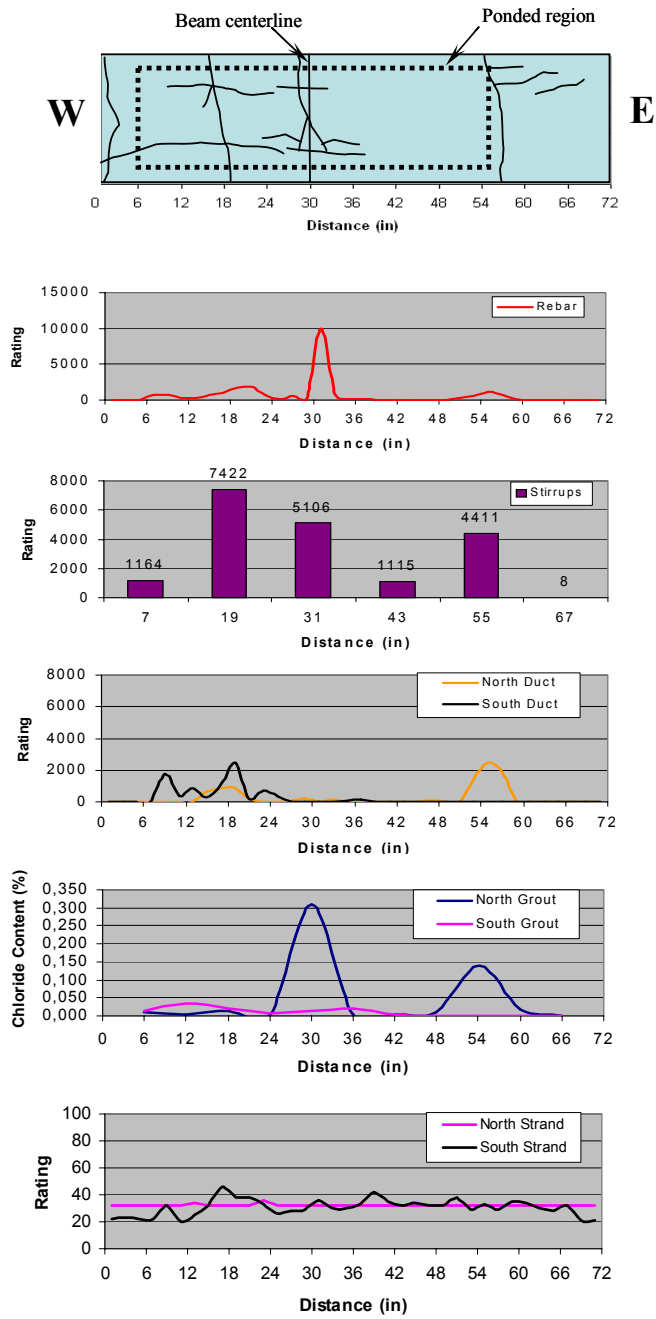 Beam centerline
Ponded region
W
E
0 6 12 18 24 30 36 42 48 54 60 66 72
Distance (in)
15000
10000
5000
0
Rating
Rebar
0 6 12 18 24 30 36 42 48 54 60 66 72
Distance (in)
8000
6000
4000
2000
0
Rating
Stirrups
1164
7422
5106
1115
4411
8
7 19 31 43 55 67
Distance (in)
8000
6000
4000
2000
0
Rating
North Duct
South Duct
0 6 12 18 24 30 36 42 48 54 60 66 72
Distance (in)
0,350
0,300
0,250
0,200
0,150
0,100
0,050
0,000
Chloride Content (%)
North Grout
South Grout
0 6 12 18 24 30 36 42 48 54 60 66 72
Distance (in)
100
80
60
40
20
0
Rating
North Strand
South Strand
0 6 12 18 24 30 36 42 48 54 60 66 72
Distance (in)